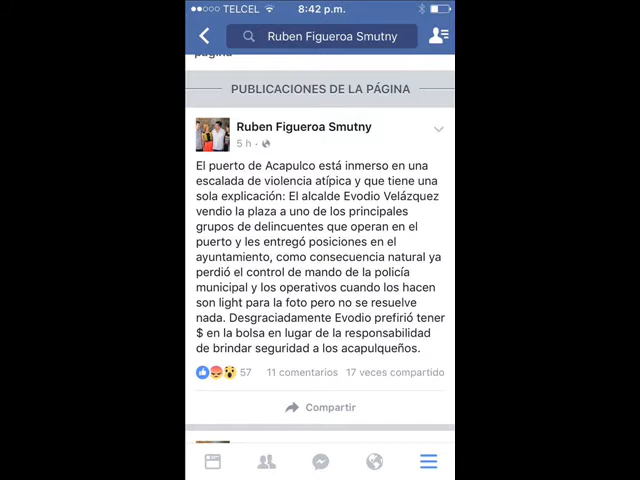 TELCEL 8:42 p.m.
Ruben Figueroa Smutny
página
PUBLICACIONES DE LA PÁGINA
Ruben Figueroa Smutny
5 h
El puerto de Acapulco está inmerso en una
escalada de violencia atípica y que tiene una
sola explicación: El alcalde Evodio Velázquez
vendio la plaza a uno de los principales
grupos de delincuentes que operan en el
puerto y les entregó posiciones en el
ayuntamiento, como consecuencia natural ya
perdió el control de mando de la policía
municipal y los operativos cuando los hacen
son light para la foto pero no se resuelve
nada. Desgraciadamente Evodio prefirió tener
$ en la bolsa en lugar de la responsabilidad
de brindar seguridad a los acapulqueños.
57 11 comentarios 17 veces compartido
Compartir